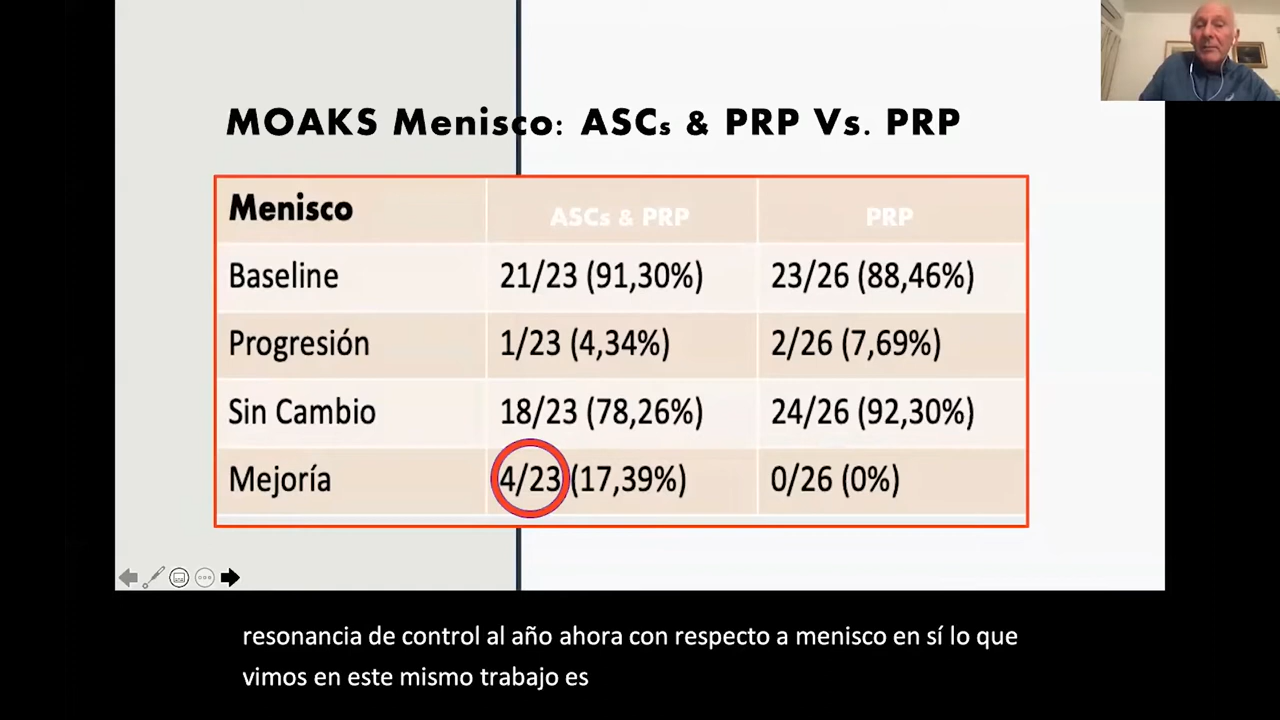 MOAKS Menisco: ASCs & PRP Vs. PRP
Menisco ASCs & PRP PRP
Baseline 21/23 (91,30%) 23/26 (88,46%)
Progresión 1/23 (4,34%) 2/26 (7,69%)
Sin Cambio 18/23 (78,26%) 24/26 (92,30%)
Mejoría 4/23 (17,39%) 0/26 (0%)
resonancia de control al año ahora con respecto a menisco en sí lo que
vimos en este mismo trabajo es